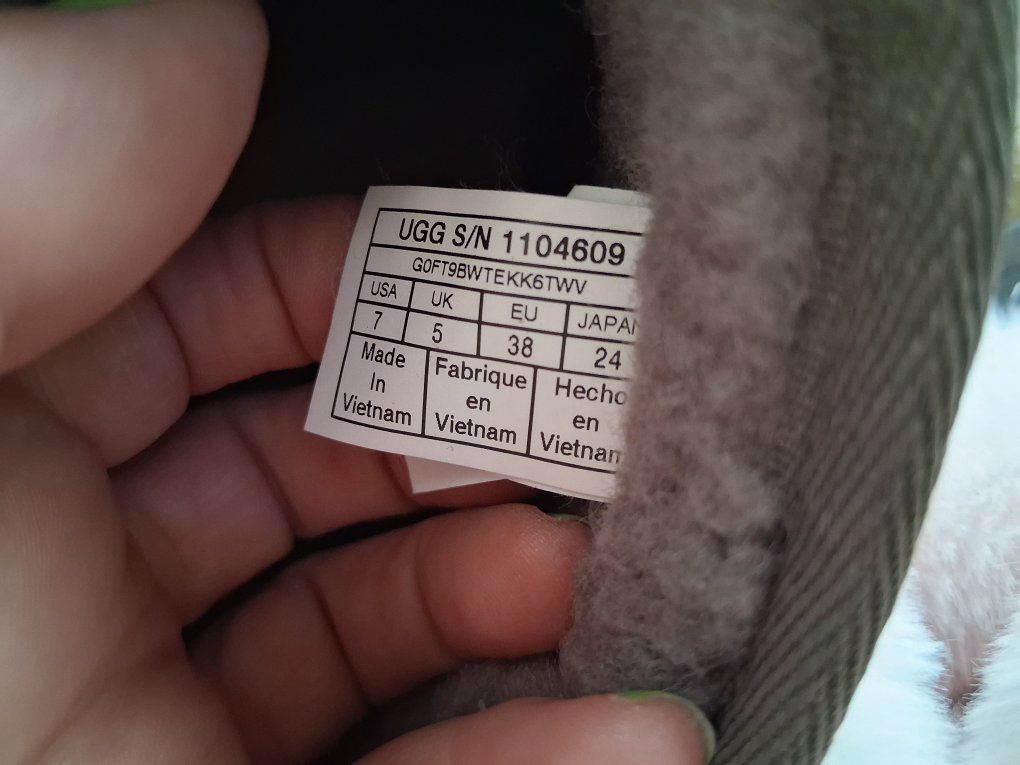 UGG S/N 1104609
G0FT9BWTEKK6TWV
USA UK EU JAPAN
7 5 38 24
Made Fabrique Hecho
In en en
Vietnam Vietnam Vietnam